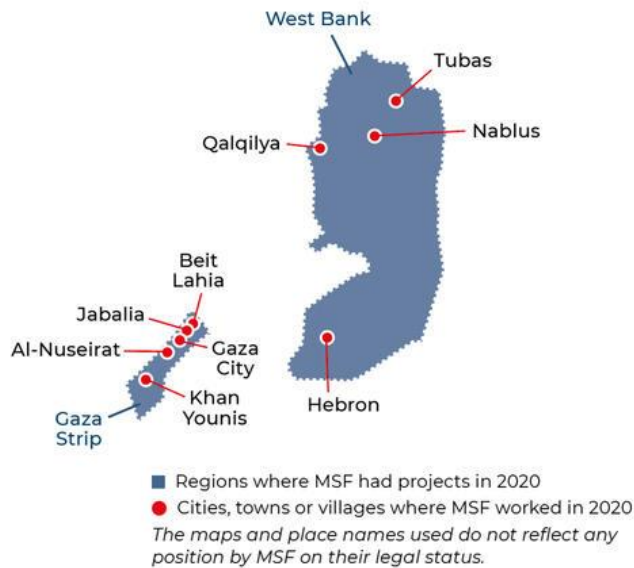 West Bank
Tubas
Nablus
Qalqilya
Beit
Lahia
Jabalia
Al-Nuseirat
Gaza
City
Khan
Younis
Gaza
Strip
Hebron
Regions where MSF had projects in 2020
Cities, towns or villages where MSF worked in 2020
The maps and place names used do not reflect any
position by MSF on their legal status.